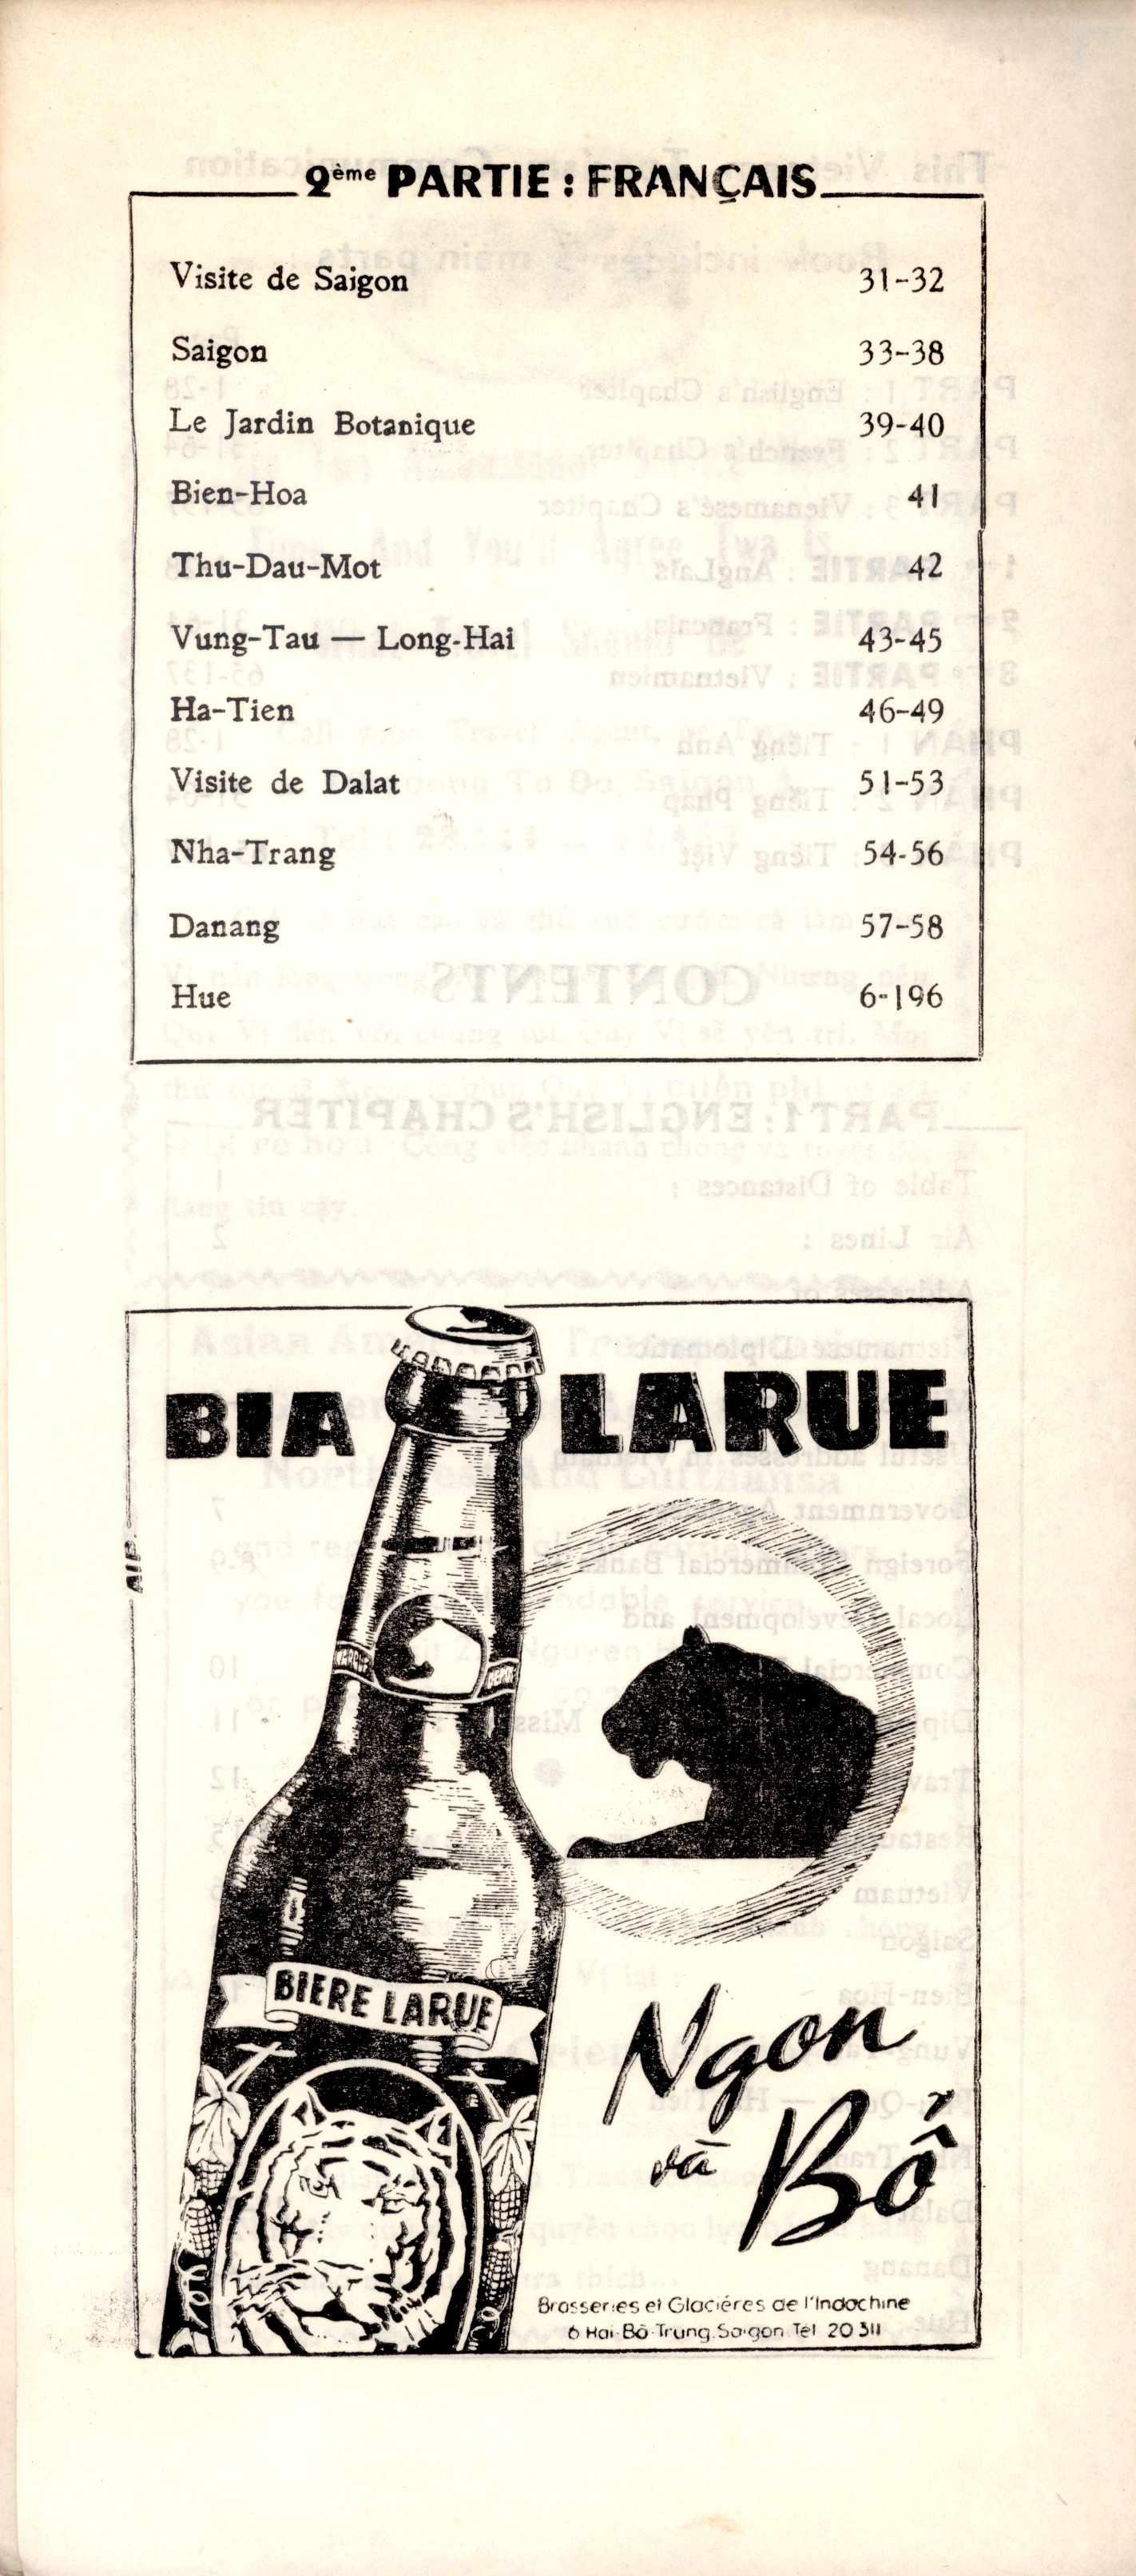 2ème PARTIE : FRANÇAIS
Visite de Saigon 31-32
Saigon 33-38
Le Jardin Botanique 39-40
Bien-Hoa 41
Thu-Dau-Mot 42
Vung-Tau — Long-Hai 43-45
Ha-Tien 46-49
Visite de Dalat 51-53
Nha-Trang 54-56
Danang 57-58
Hue 6-196
BIA LARUE
AIP
BIERE LARUE
Ngon
và Bổ
Brasseries et Glacières de l'Indochine
6 Hai-Bà-Trung Saigon Tél 20 311